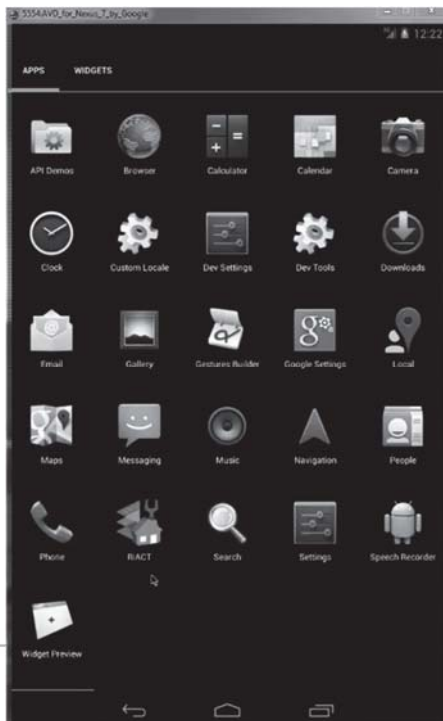 5554:AVD_for_Nexus_7_by_Google
12:22
APPS WIDGETS
API Demos Browser Calculator Calendar Camera
Clock Custom Locale Dev Settings Dev Tools Downloads
Email Gallery Gestures Builder Google Settings Local
Maps Messaging Music Navigation People
Phone RIACT Search Settings Speech Recorder
Widget Preview